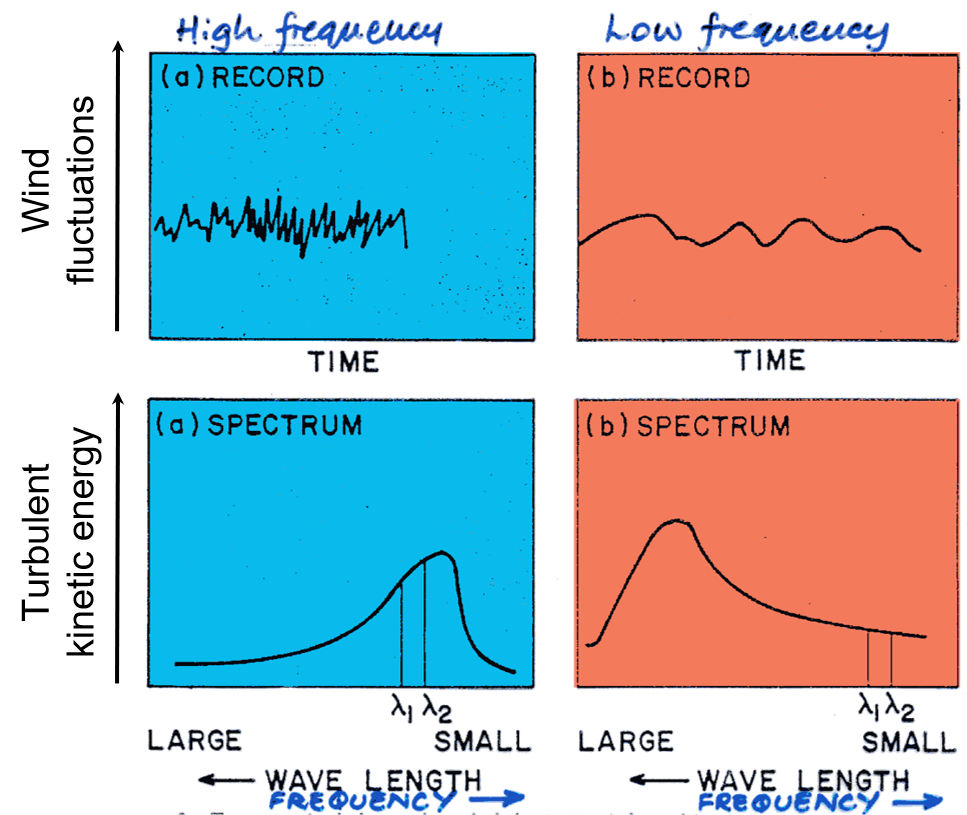 High frequency
Low frequency
Wind
fluctuations
(a) RECORD
(b) RECORD
TIME
TIME
Turbulent
kinetic energy
(a) SPECTRUM
(b) SPECTRUM
λ1 λ2
λ1 λ2
LARGE SMALL
LARGE SMALL
← WAVE LENGTH
← WAVE LENGTH
FREQUENCY →
FREQUENCY →